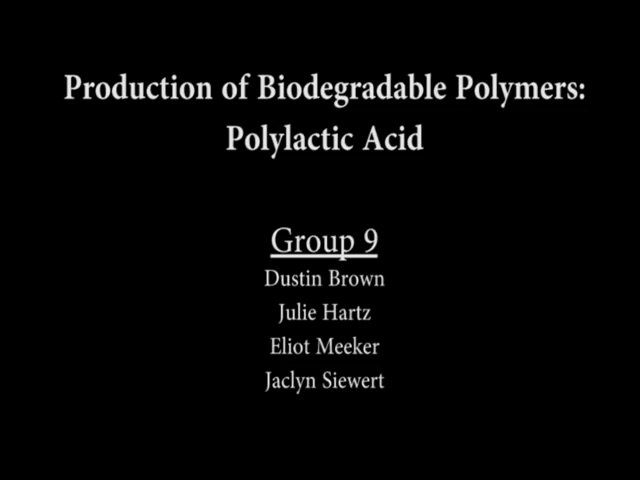 Production of Biodegradable Polymers:
Polylactic Acid
Group 9
Dustin Brown
Julie Hartz
Eliot Meeker
Jaclyn Siewert